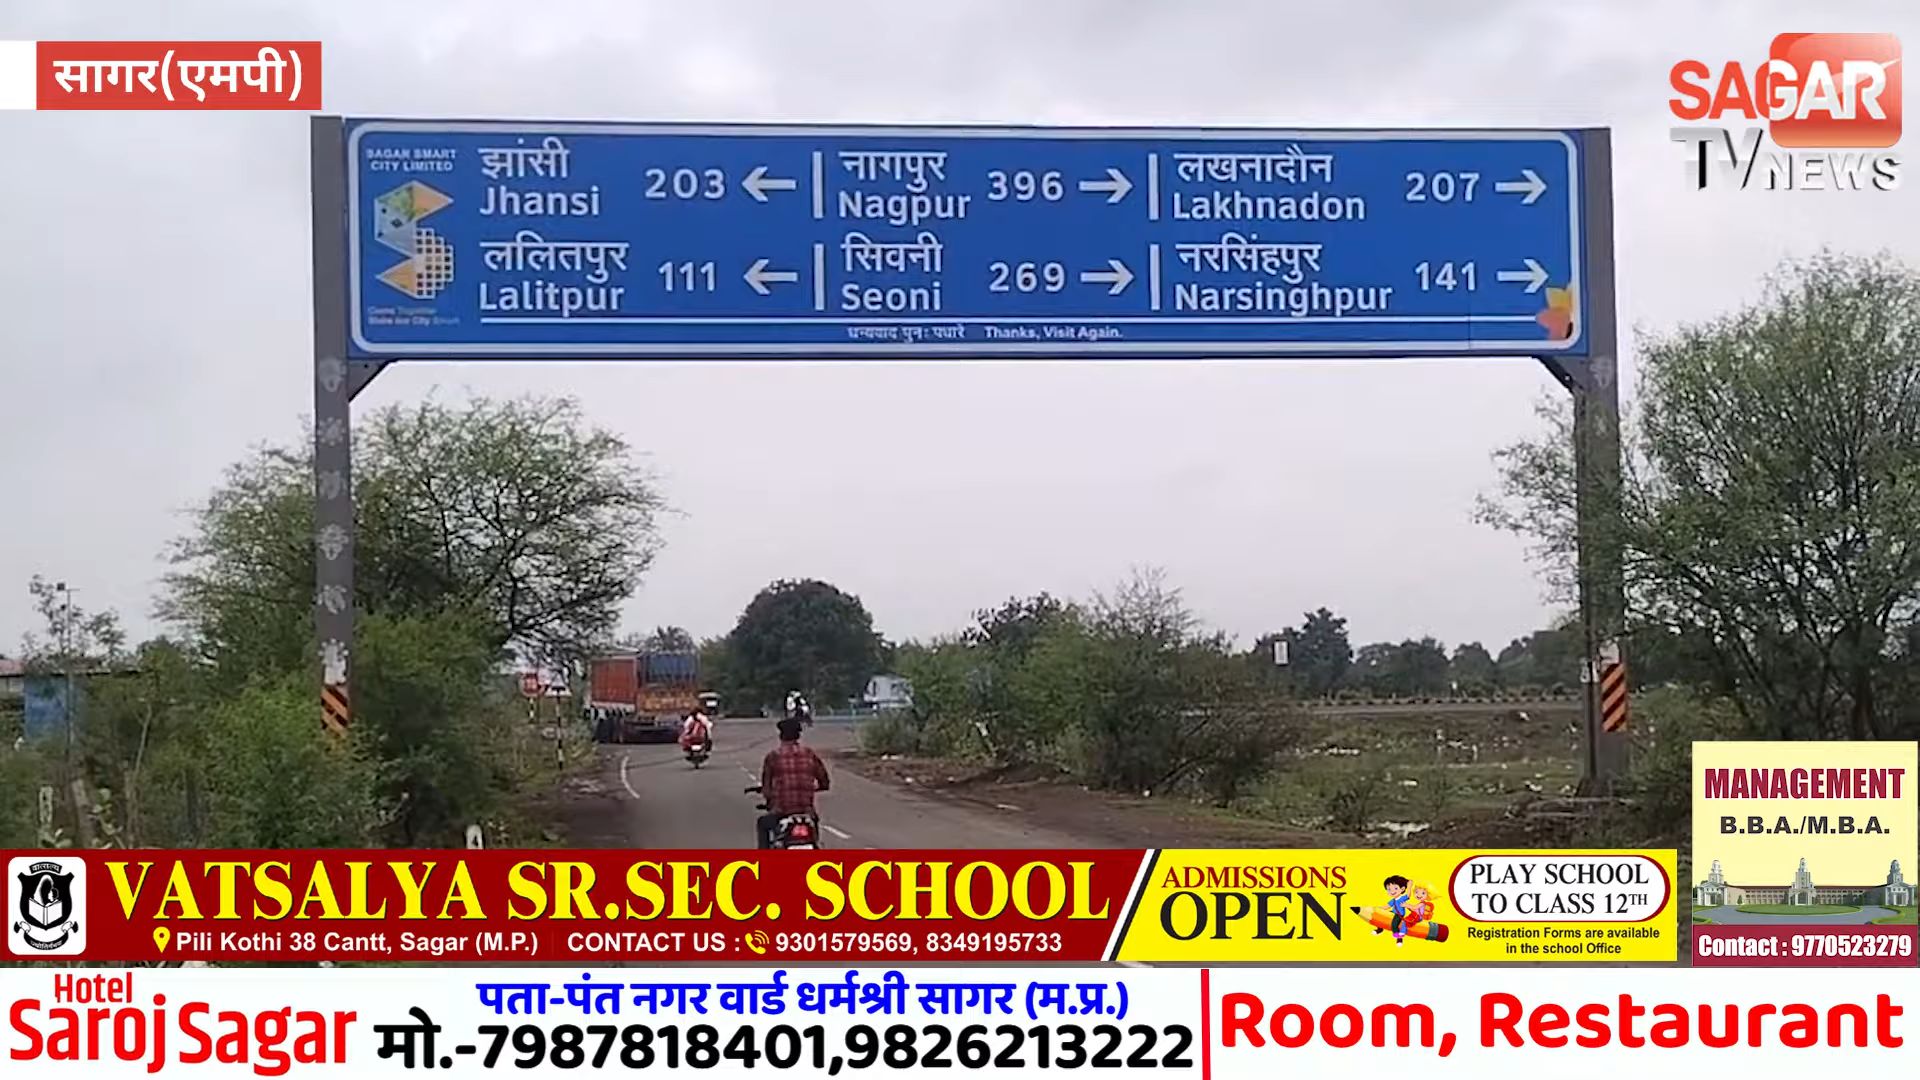 सागर(एमपी)
SAGAR
TV NEWS
SAGAR SMART
CITY LIMITED
झांसी
Jhansi
203
नागपुर
Nagpur
396
लखनादौन
Lakhnadon
207
ललितपुर
Lalitpur
111
सिवनी
Seoni
269
नरसिंहपुर
Narsinghpur
141
धन्यवाद पुनः पधारें Thanks, Visit Again.
MANAGEMENT
B.B.A./M.B.A.
Contact : 9770523279
VATSALYA SR.SEC. SCHOOL
Pili Kothi 38 Cantt, Sagar (M.P.)
CONTACT US : 9301579569, 8349195733
ADMISSIONS
OPEN
PLAY SCHOOL
TO CLASS 12TH
Registration Forms are available
in the school Office
Hotel
Saroj Sagar
पता-पंत नगर वार्ड धर्मश्री सागर (म.प्र.)
मो.-7987818401,9826213222
Room, Restaurant